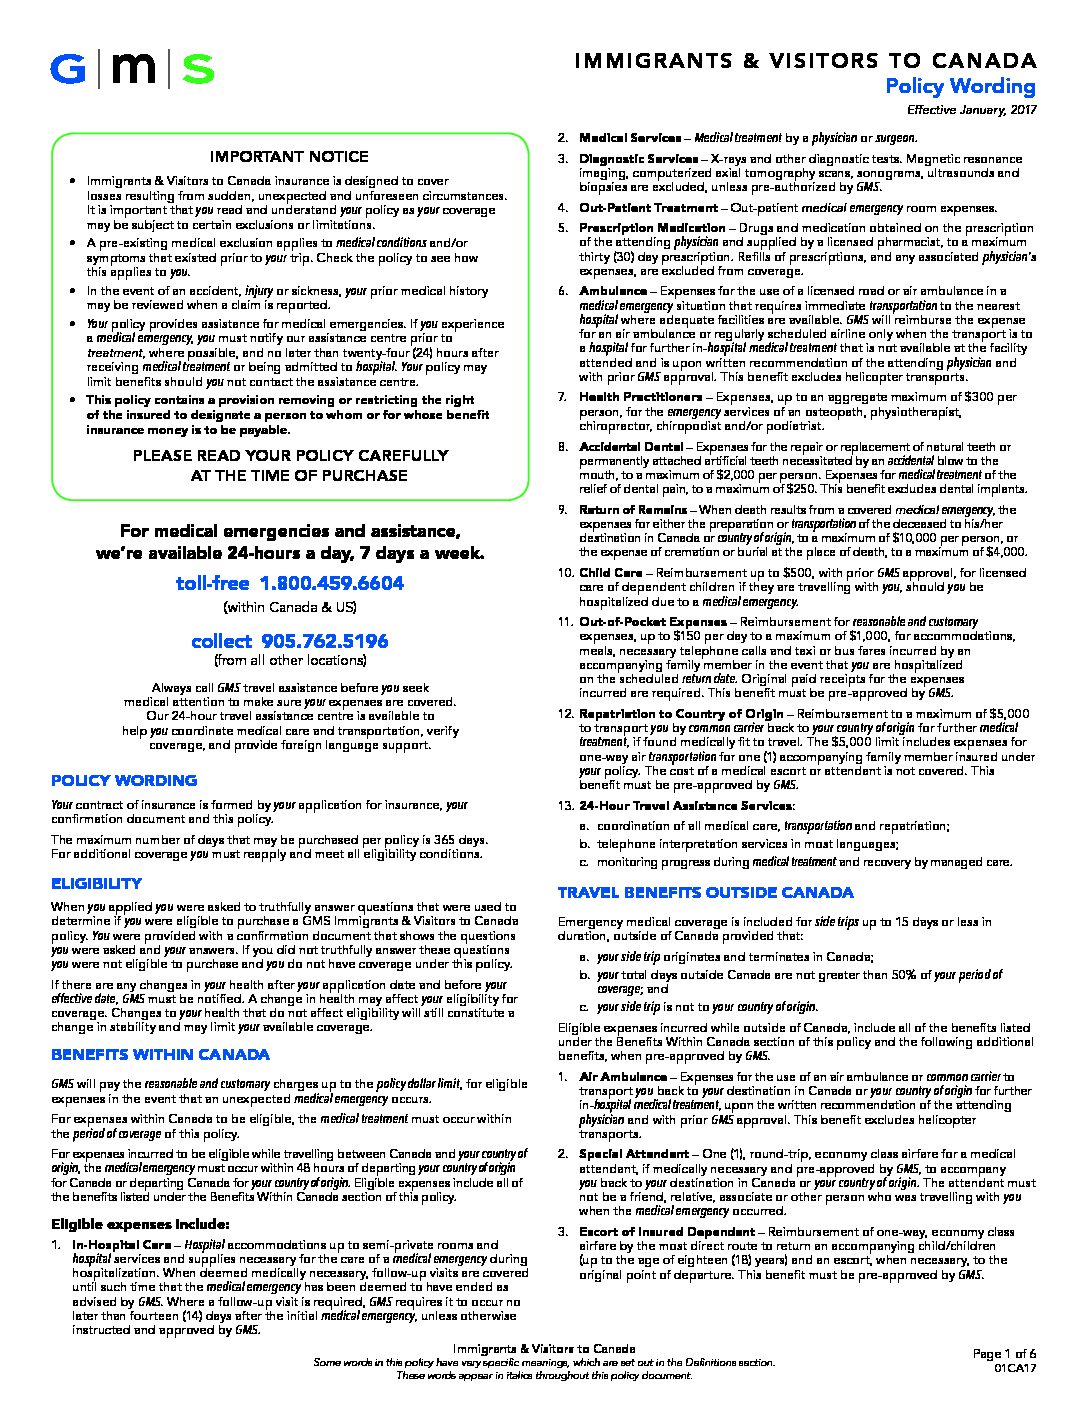 G|m|S
IMMIGRANTS & VISITORS TO CANADA
Policy Wording
Effective January, 2017
IMPORTANT NOTICE
• Immigrants & Visitors to Canada insurance is designed to cover
losses resulting from sudden, unexpected and unforeseen circumstances.
It is important that you read and understand your policy as your coverage
may be subject to certain exclusions or limitations.
• A pre-existing medical exclusion applies to medical conditions and/or
symptoms that existed prior to your trip. Check the policy to see how
this applies to you.
• In the event of an accident, injury or sickness, your prior medical history
may be reviewed when a claim is reported.
• Your policy provides assistance for medical emergencies. If you experience
a medical emergency, you must notify our assistance centre prior to
treatment, where possible, and no later than twenty-four (24) hours after
receiving medical treatment or being admitted to hospital. Your policy may
limit benefits should you not contact the assistance centre.
• This policy contains a provision removing or restricting the right
of the insured to designate a person to whom or for whose benefit
insurance money is to be payable.
PLEASE READ YOUR POLICY CAREFULLY
AT THE TIME OF PURCHASE
For medical emergencies and assistance,
we're available 24-hours a day, 7 days a week.
toll-free 1.800.459.6604
(within Canada & US)
collect 905.762.5196
(from all other locations)
Always call GMS travel assistance before you seek
medical attention to make sure your expenses are covered.
Our 24-hour travel assistance centre is available to
help you coordinate medical care and transportation, verify
coverage, and provide foreign language support.
POLICY WORDING
Your contract of insurance is formed by your application for insurance, your
confirmation document and this policy.
The maximum number of days that may be purchased per policy is 365 days.
For additional coverage you must reapply and meet all eligibility conditions.
ELIGIBILITY
When you applied you were asked to truthfully answer questions that were used to
determine if you were eligible to purchase a GMS Immigrants & Visitors to Canada
policy. You were provided with a confirmation document that shows the questions
you were asked and your answers. If you did not truthfully answer these questions
you were not eligible to purchase and you do not have coverage under this policy.
If there are any changes in your health after your application date and before your
effective date, GMS must be notified. A change in health may affect your eligibility for
coverage. Changes to your health that do not affect eligibility will still constitute a
change in stability and may limit your available coverage.
BENEFITS WITHIN CANADA
GMS will pay the reasonable and customary charges up to the policy dollar limit, for eligible
expenses in the event that an unexpected medical emergency occurs.
For expenses within Canada to be eligible, the medical treatment must occur within
the period of coverage of this policy.
For expenses incurred to be eligible while travelling between Canada and your country of
origin, the medical emergency must occur within 48 hours of departing your country of origin
for Canada or departing Canada for your country of origin. Eligible expenses include all of
the benefits listed under the Benefits Within Canada section of this policy.
Eligible expenses include:
1. In-Hospital Care – Hospital accommodations up to semi-private rooms and
hospital services and supplies necessary for the care of a medical emergency during
hospitalization. When deemed medically necessary, follow-up visits are covered
until such time that the medical emergency has been deemed to have ended as
advised by GMS. Where a follow-up visit is required, GMS requires it to occur no
later than fourteen (14) days after the initial medical emergency, unless otherwise
instructed and approved by GMS.
2. Medical Services – Medical treatment by a physician or surgeon.
3. Diagnostic Services – X-rays and other diagnostic tests. Magnetic resonance
imaging, computerized axial tomography scans, sonograms, ultrasounds and
biopsies are excluded, unless pre-authorized by GMS.
4. Out-Patient Treatment – Out-patient medical emergency room expenses.
5. Prescription Medication – Drugs and medication obtained on the prescription
of the attending physician and supplied by a licensed pharmacist, to a maximum
thirty (30) day prescription. Refills of prescriptions, and any associated physician's
expenses, are excluded from coverage.
6. Ambulance – Expenses for the use of a licensed road or air ambulance in a
medical emergency situation that requires immediate transportation to the nearest
hospital where adequate facilities are available. GMS will reimburse the expense
for an air ambulance or regularly scheduled airline only when the transport is to
a hospital for further in-hospital medical treatment that is not available at the facility
attended and is upon written recommendation of the attending physician and
with prior GMS approval. This benefit excludes helicopter transports.
7. Health Practitioners – Expenses, up to an aggregate maximum of $300 per
person, for the emergency services of an osteopath, physiotherapist,
chiropractor, chiropodist and/or podiatrist.
8. Accidental Dental – Expenses for the repair or replacement of natural teeth or
permanently attached artificial teeth necessitated by an accidental blow to the
mouth, to a maximum of $2,000 per person. Expenses for medical treatment of the
relief of dental pain, to a maximum of $250. This benefit excludes dental implants.
9. Return of Remains – When death results from a covered medical emergency, the
expenses for either the preparation or transportation of the deceased to his/her
destination in Canada or country of origin, to a maximum of $10,000 per person, or
the expense of cremation or burial at the place of death, to a maximum of $4,000.
10. Child Care – Reimbursement up to $500, with prior GMS approval, for licensed
care of dependent children if they are travelling with you, should you be
hospitalized due to a medical emergency.
11. Out-of-Pocket Expenses – Reimbursement for reasonable and customary
expenses, up to $150 per day to a maximum of $1,000, for accommodations,
meals, necessary telephone calls and taxi or bus fares incurred by an
accompanying family member in the event that you are hospitalized
on the scheduled return date. Original paid receipts for the expenses
incurred are required. This benefit must be pre-approved by GMS.
12. Repatriation to Country of Origin – Reimbursement to a maximum of $5,000
to transport you by common carrier back to your country of origin for further medical
treatment, if found medically fit to travel. The $5,000 limit includes expenses for
one-way air transportation for one (1) accompanying family member insured under
your policy. The cost of a medical escort or attendant is not covered. This
benefit must be pre-approved by GMS.
13. 24-Hour Travel Assistance Services:
a. coordination of all medical care, transportation and repatriation;
b. telephone interpretation services in most languages;
c. monitoring progress during medical treatment and recovery by managed care.
TRAVEL BENEFITS OUTSIDE CANADA
Emergency medical coverage is included for side trips up to 15 days or less in
duration, outside of Canada provided that:
a. your side trip originates and terminates in Canada;
b. your total days outside Canada are not greater than 50% of your period of
coverage; and
c. your side trip is not to your country of origin.
Eligible expenses incurred while outside of Canada, include all of the benefits listed
under the Benefits Within Canada section of this policy and the following additional
benefits, when pre-approved by GMS.
1. Air Ambulance – Expenses for the use of an air ambulance or common carrier to
transport you back to your destination in Canada or your country of origin for further
in-hospital medical treatment, upon the written recommendation of the attending
physician and with prior GMS approval. This benefit excludes helicopter
transports.
2. Special Attendant – One (1), round-trip, economy class airfare for a medical
attendant, if medically necessary and pre-approved by GMS, to accompany
you back to your destination in Canada or your country of origin. The attendant must
not be a friend, relative, associate or other person who was travelling with you
when the medical emergency occurred.
3. Escort of Insured Dependent – Reimbursement of one-way, economy class
airfare by the most direct route to return an accompanying child/children
(up to the age of eighteen (18) years) and an escort, when necessary, to the
original point of departure. This benefit must be pre-approved by GMS.
Immigrants & Visitors to Canada
Some words in this policy have very specific meanings, which are set out in the Definitions section.
These words appear in italics throughout this policy document.
Page 1 of 6
01CA17